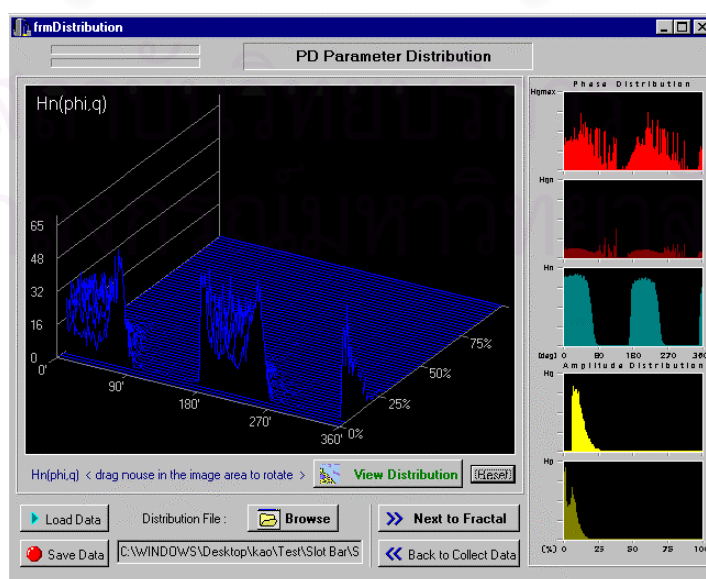 frmDistribution
PD Parameter Distribution
Hn(phi,q)
65
48
32
16
0
0'
90'
180'
270'
360'
0%
25%
50%
75%
Phase Distribution
Hqmax
Hqn
Hn
(deg) 0 90 180 270 360
Amplitude Distribution
Hq
Hp
(%) 0 25 50 75 100
Hn(phi,q) < drag mouse in the image area to rotate >
View Distribution
Reset
Load Data
Distribution File :
Browse
Next to Fractal
Save Data
C:\WINDOWS\Desktop\kao\Test\Slot Bar\S
Back to Collect Data